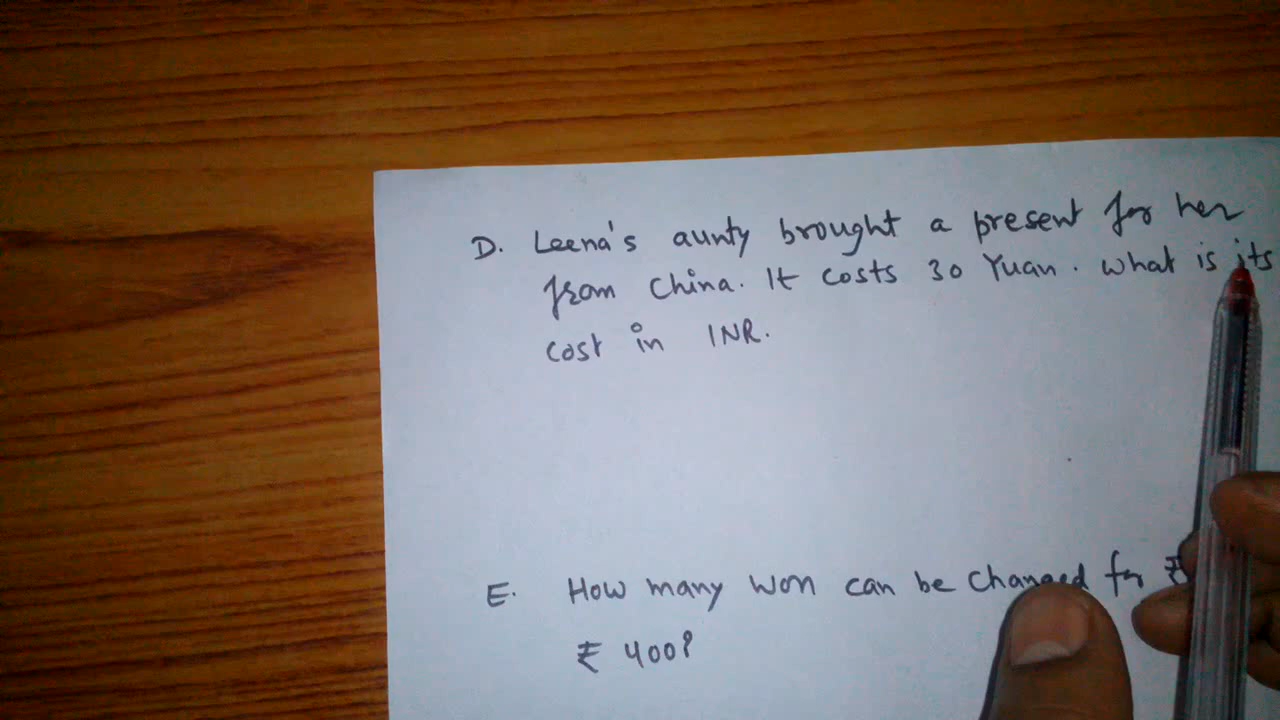 D. Leena's aunty brought a present for her
from China. It costs 30 Yuan. What is its
cost in INR.
E. How many won can be changed for ₹
₹ 400?